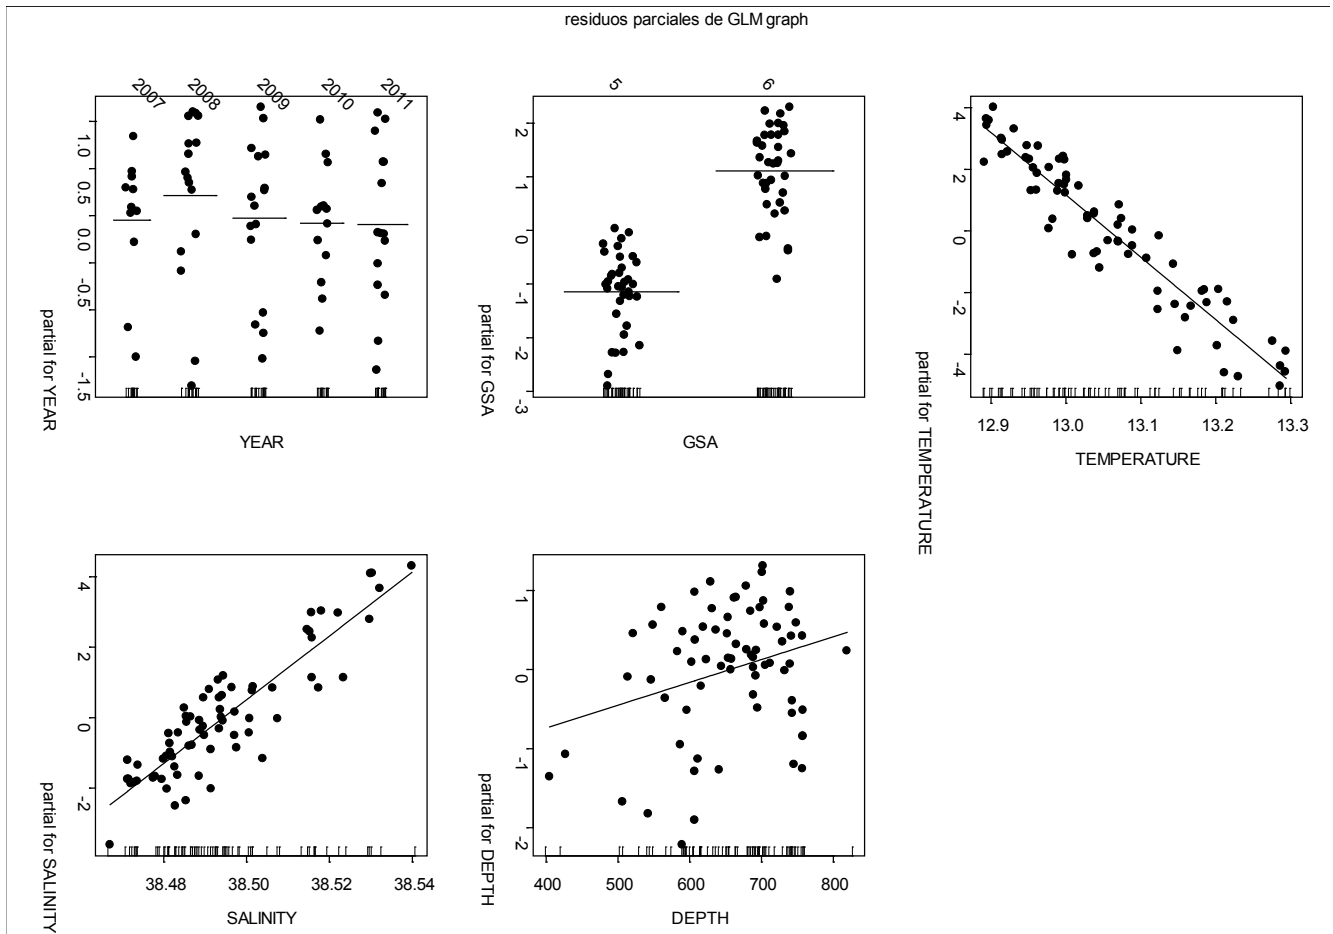 residuos parciales de GLM graph
2007 2008 2009 2010 2011
1.0
0.5
0.0
-0.5
-1.5
partial for YEAR
YEAR
5 6
2
1
0
-1
-2
-3
partial for GSA
GSA
4
2
0
-2
-4
partial for TEMPERATURE
12.9 13.0 13.1 13.2 13.3
TEMPERATURE
4
2
0
-2
partial for SALINITY
38.48 38.50 38.52 38.54
SALINITY
1
0
-1
-2
partial for DEPTH
400 500 600 700 800
DEPTH